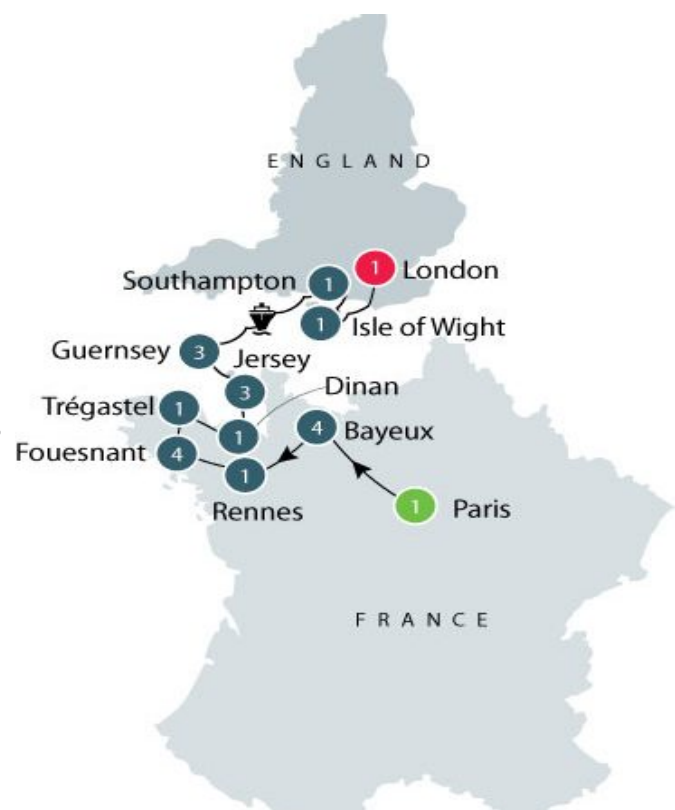 ENGLAND
Southampton 1
1 London
1 Isle of Wight
Guernsey 3
Jersey
3
Dinan
Trégastel 1
1
4 Bayeux
Fouesnant 4
1
Rennes
1 Paris
FRANCE